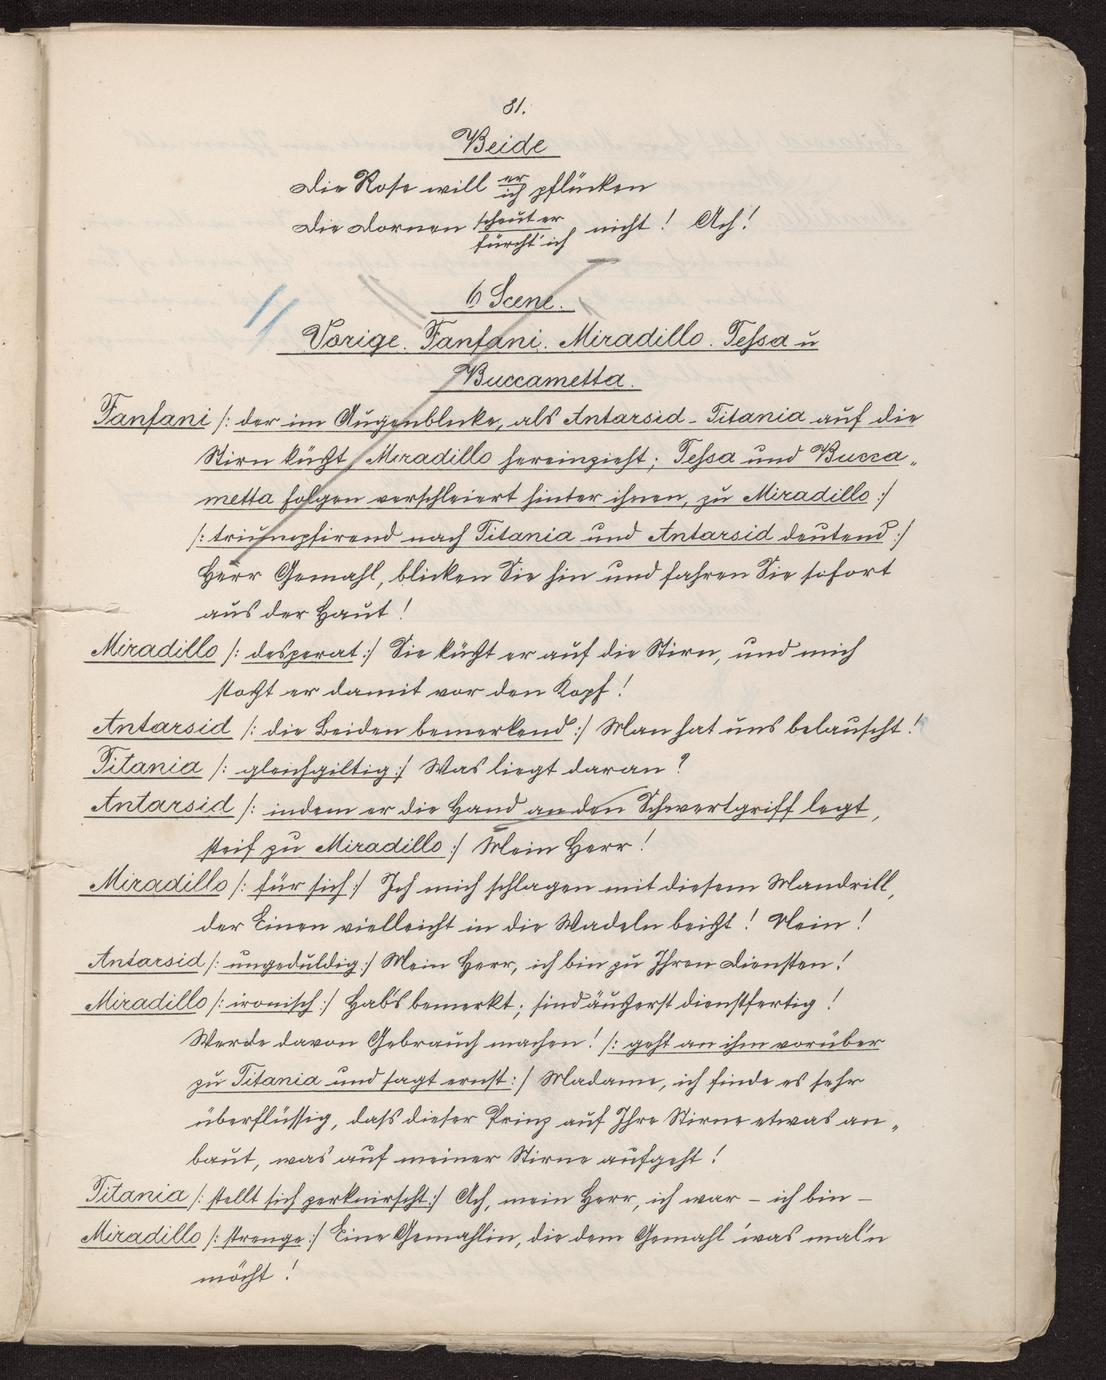 81.
Beide
Die Rose will er pflücken
ich
Die Dornen scheut er nicht! Ach!
fürcht' ich
6 Scene.
Vorige. Fanfani. Miradillo. Tessa u
Buccametta.
Fanfani /: der im Augenblicke, als Antarsid - Titania auf die
Stirn küßt, Miradillo hereinzieht; Tessa und Bucca„
metta folgen verschleiert hinter ihnen, zu Miradillo :/
/: triumphirend nach Titania und Antarsid deutend :/
Herr Gemahl, blicken Sie hin und fahren Sie sofort
aus der Haut!
Miradillo /: desperat :/ Sie küßt er auf die Stirn, und mich
stoßt er damit vor den Kopf!
Antarsid /: die Beiden bemerkend :/ Man hat uns belauscht!
Titania /: gleichgiltig :/ Was liegt daran?
Antarsid /: indem er die Hand an den Schwertgriff legt,
steif zu Miradillo :/ Mein Herr!
Miradillo /: für sich :/ Ich mich schlagen mit diesem Mandrill,
der Einen vielleicht in die Wadeln beißt! Nein!
Antarsid /: ungeduldig :/ Mein Herr, ich bin zu Ihren Diensten!
Miradillo /: ironisch :/ Hab's bemerkt; sind äußerst dienstfertig!
Werde davon Gebrauch machen! /: geht an ihm vorüber
zu Titania und sagt ernst :/ Madame, ich finde es sehr
überflüssig, dass dieser Prinz auf Ihre Stirne etwas an„
baut, was auf meiner Stirne aufgeht!
Titania /: stellt sich zerknirscht :/ Ach, mein Herr, ich war - ich bin -
Miradillo /: strenge :/ Eine Gemahlin, die dem Gemahl 'was mal'n
möcht!